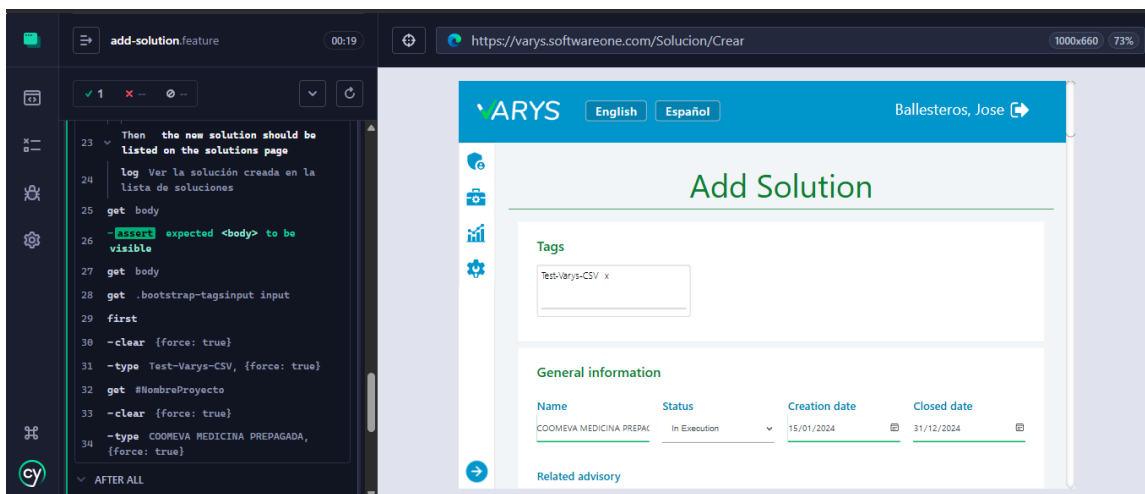 add-solution.feature
00:19
https://varys.softwareone.com/Solucion/Crear
1000x660
73%
1
--
--
23
Then the new solution should be
listed on the solutions page
24
log Ver la solución creada en la
lista de soluciones
25 get body
26
-assert expected <body> to be
visible
27 get body
28 get .bootstrap-tagsinput input
29 first
30 -clear {force: true}
31 -type Test-Varys-CSV, {force: true}
32 get #NombreProyecto
33 -clear {force: true}
34
-type COOMEVA MEDICINA PREPAGADA,
{force: true}
AFTER ALL
cy
VARYS
English
Español
Ballesteros, Jose
Add Solution
Tags
Test-Varys-CSV x
General information
Name Status Creation date Closed date
COOMEVA MEDICINA PREPAC In Execution 15/01/2024 31/12/2024
Related advisory